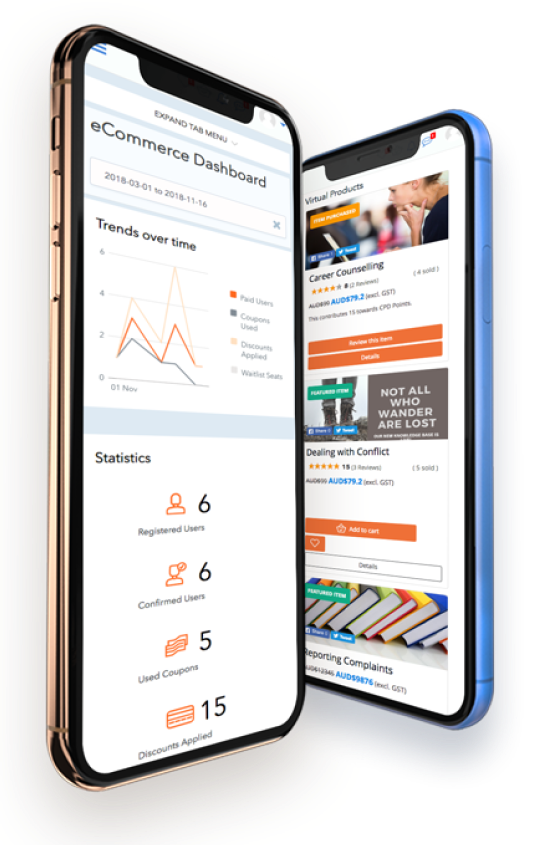 EXPAND TAB MENU
eCommerce Dashboard
2018-03-01 to 2018-11-16
Trends over time
6
4
2
0
01 Nov
Paid Users
Coupons
Used
Discounts
Applied
Waitlist Seats
Statistics
6
Registered Users
6
Confirmed Users
5
Used Coupons
15
Discounts Applied
Virtual Products
ITEM PURCHASED
Share
Tweet
Career Counselling
( 4 sold )
8 (2 Reviews)
AUD$99 AUD$79.2 (excl. GST)
This contributes 15 towards CPD Points.
Review this item
Details
FEATURED ITEM
NOT ALL
WHO
WANDER
ARE LOST
Share
Tweet
Dealing with Conflict
15 (3 Reviews)
( 5 sold )
AUD$99 AUD$79.2 (excl. GST)
Add to cart
Details
FEATURED ITEM
Share
Tweet
Reporting Complaints
AUD$12345 AUD$9876 (excl. GST)